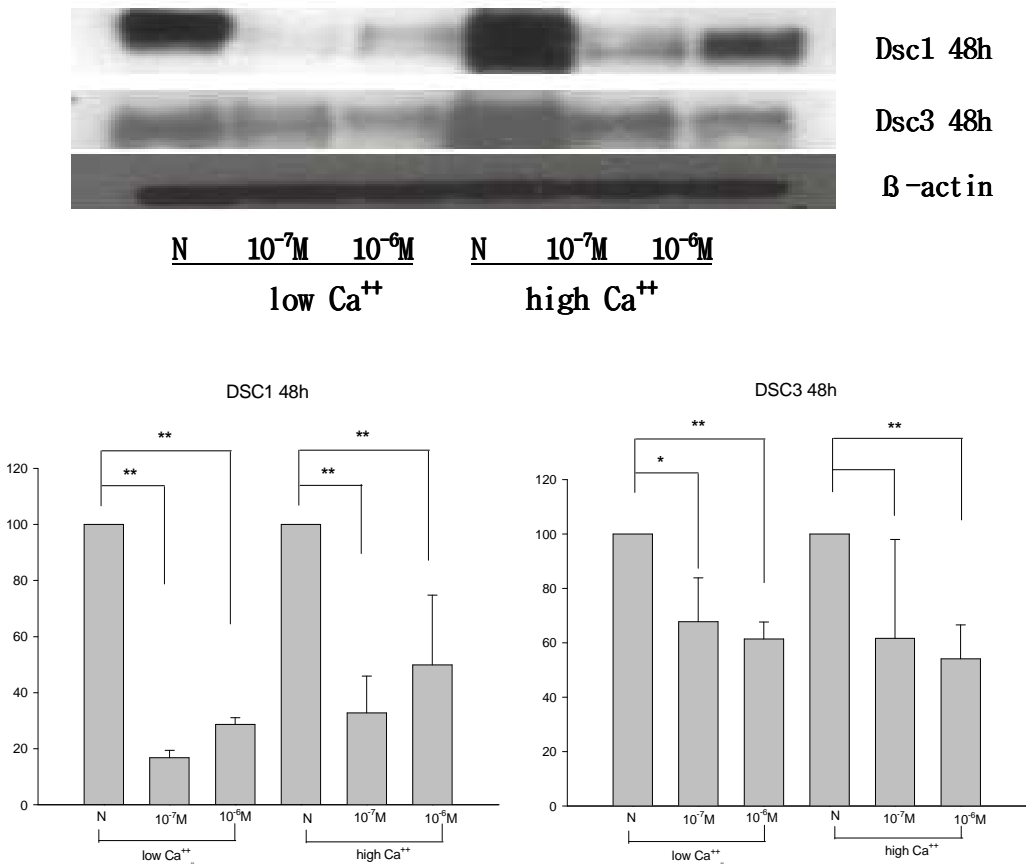 Dsc1 48h
Dsc3 48h
ß-actin
N 10⁻⁷M 10⁻⁶M N 10⁻⁷M 10⁻⁶M
low Ca⁺⁺ high Ca⁺⁺
DSC1 48h
** **
** **
120
100
80
60
40
20
0
N 10⁻⁷M 10⁻⁶M N 10⁻⁷M 10⁻⁶M
low Ca⁺⁺ high Ca⁺⁺
DSC3 48h
** **
*
120
100
80
60
40
20
0
N 10⁻⁷M 10⁻⁶M N 10⁻⁷M 10⁻⁶M
low Ca⁺⁺ high Ca⁺⁺